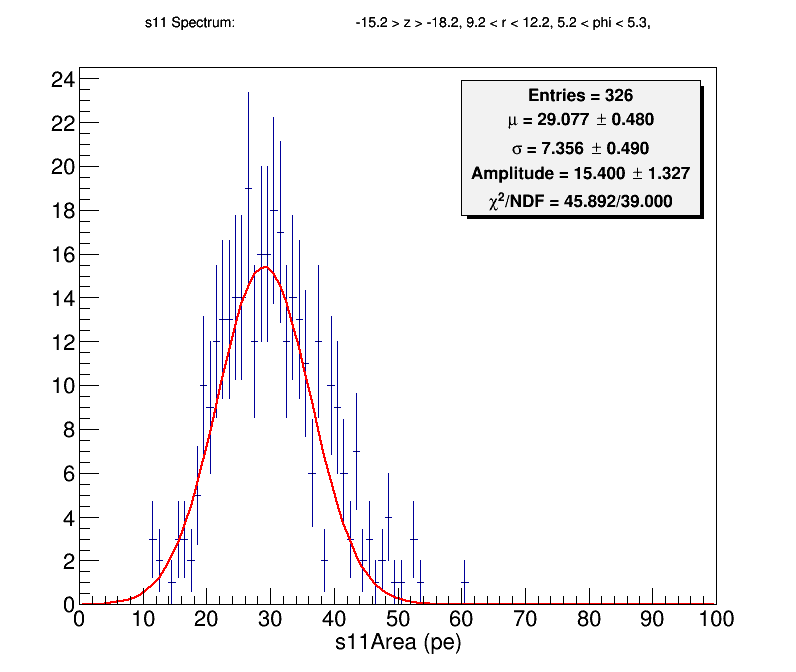 s11 Spectrum: -15.2 > z > -18.2, 9.2 < r < 12.2, 5.2 < phi < 5.3,
Entries = 326
μ = 29.077 ± 0.480
σ = 7.356 ± 0.490
Amplitude = 15.400 ± 1.327
χ²/NDF = 45.892/39.000
24
22
20
18
16
14
12
10
8
6
4
2
0
0 10 20 30 40 50 60 70 80 90 100
s11Area (pe)